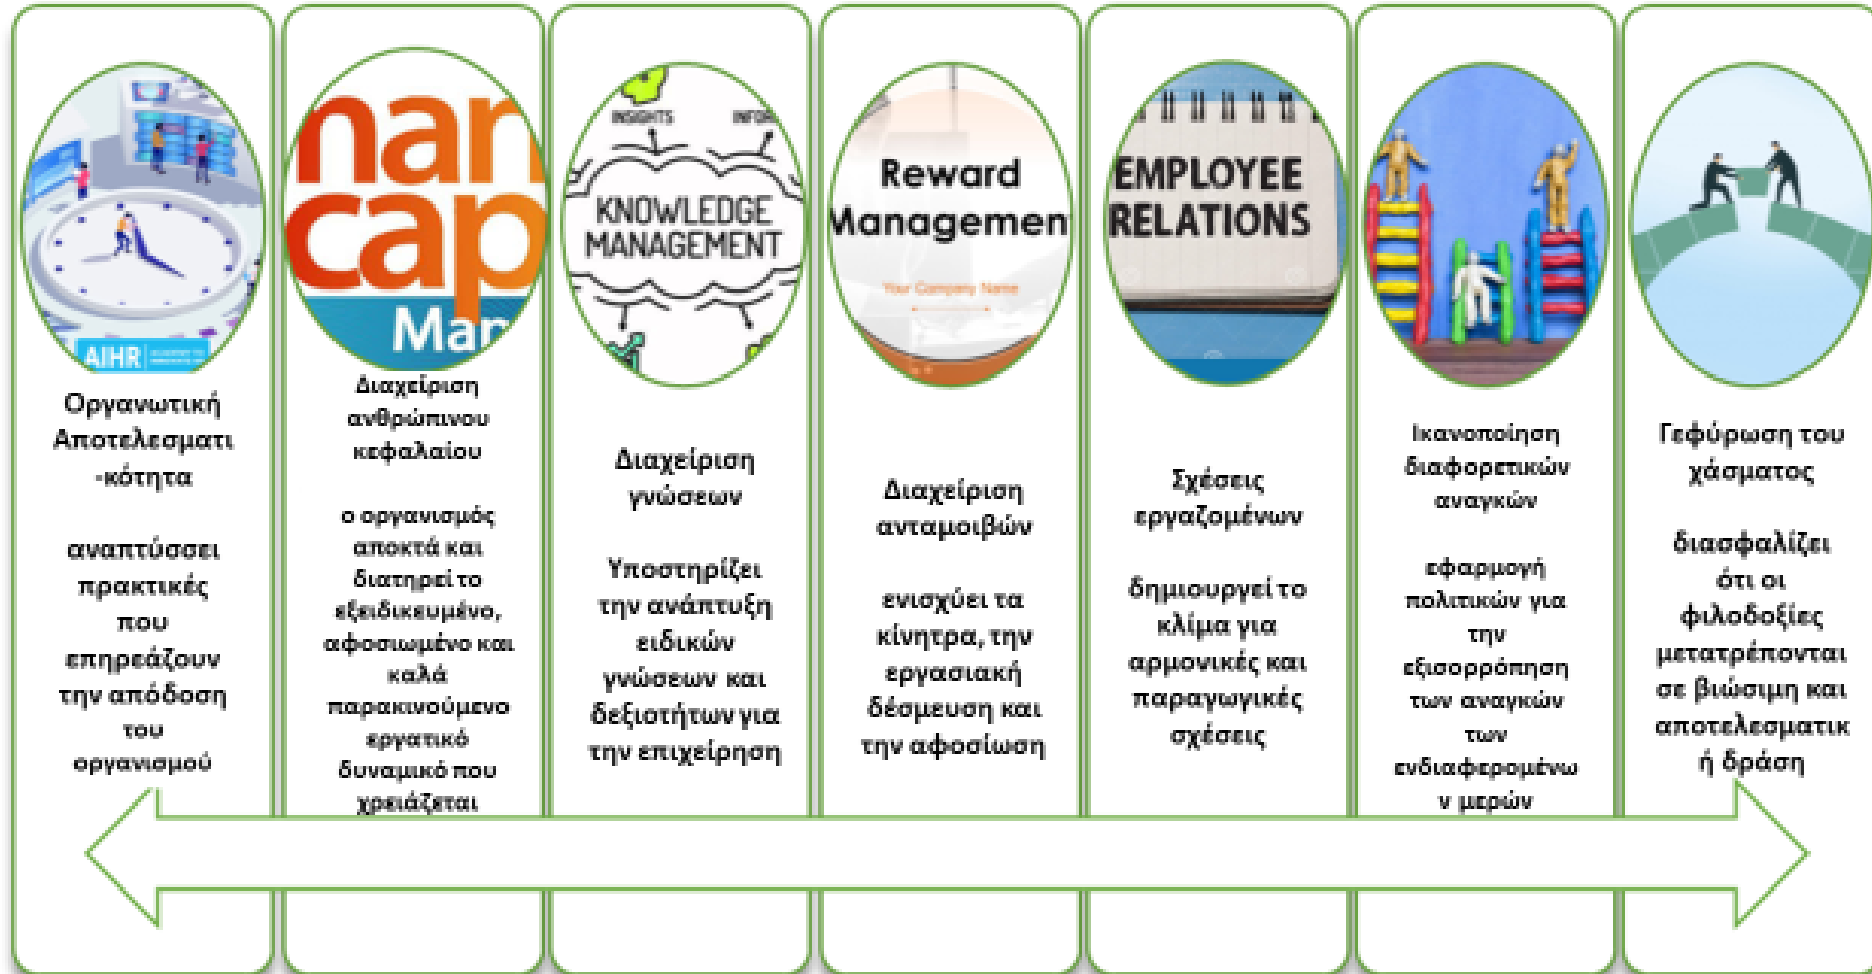 AIHR
Οργανωτική
Αποτελεσματι
-κότητα
αναπτύσσει
πρακτικές
που
επηρεάζουν
την απόδοση
του
οργανισμού
nan
cap
Man
Διαχείριση
ανθρώπινου
κεφαλαίου
ο οργανισμός
αποκτά και
διατηρεί το
εξειδικευμένο,
αφοσιωμένο και
καλά
παρακινούμενο
εργατικό
δυναμικό που
χρειάζεται
INSIGHTS
INFOR
KNOWLEDGE
MANAGEMENT
Διαχείριση
γνώσεων
Υποστηρίζει
την ανάπτυξη
ειδικών
γνώσεων και
δεξιοτήτων για
την επιχείρηση
Reward
Managemen
Your Company Name
Διαχείριση
ανταμοιβών
ενισχύει τα
κίνητρα, την
εργασιακή
δέσμευση και
την αφοσίωση
EMPLOYEE
RELATIONS
Σχέσεις
εργαζομένων
δημιουργεί το
κλίμα για
αρμονικές και
παραγωγικές
σχέσεις
Ικανοποίηση
διαφορετικών
αναγκών
εφαρμογή
πολιτικών για
την
εξισορρόπηση
των αναγκών
των
ενδιαφερομένω
ν μερών
Γεφύρωση του
χάσματος
διασφαλίζει
ότι οι
φιλοδοξίες
μετατρέπονται
σε βιώσιμη και
αποτελεσματικ
ή δράση